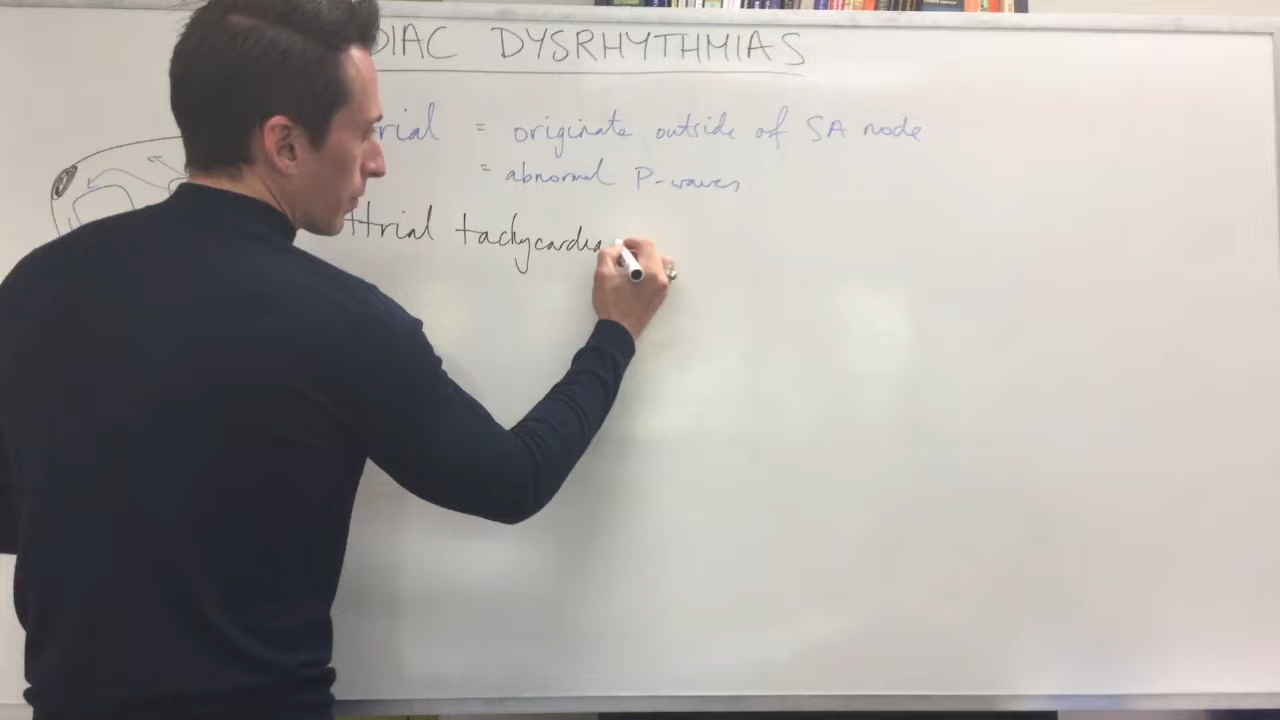 DIAC DYSRHYTHMIAS
rial = originate outside of SA node
= abnormal P-waves
trial tachycardia